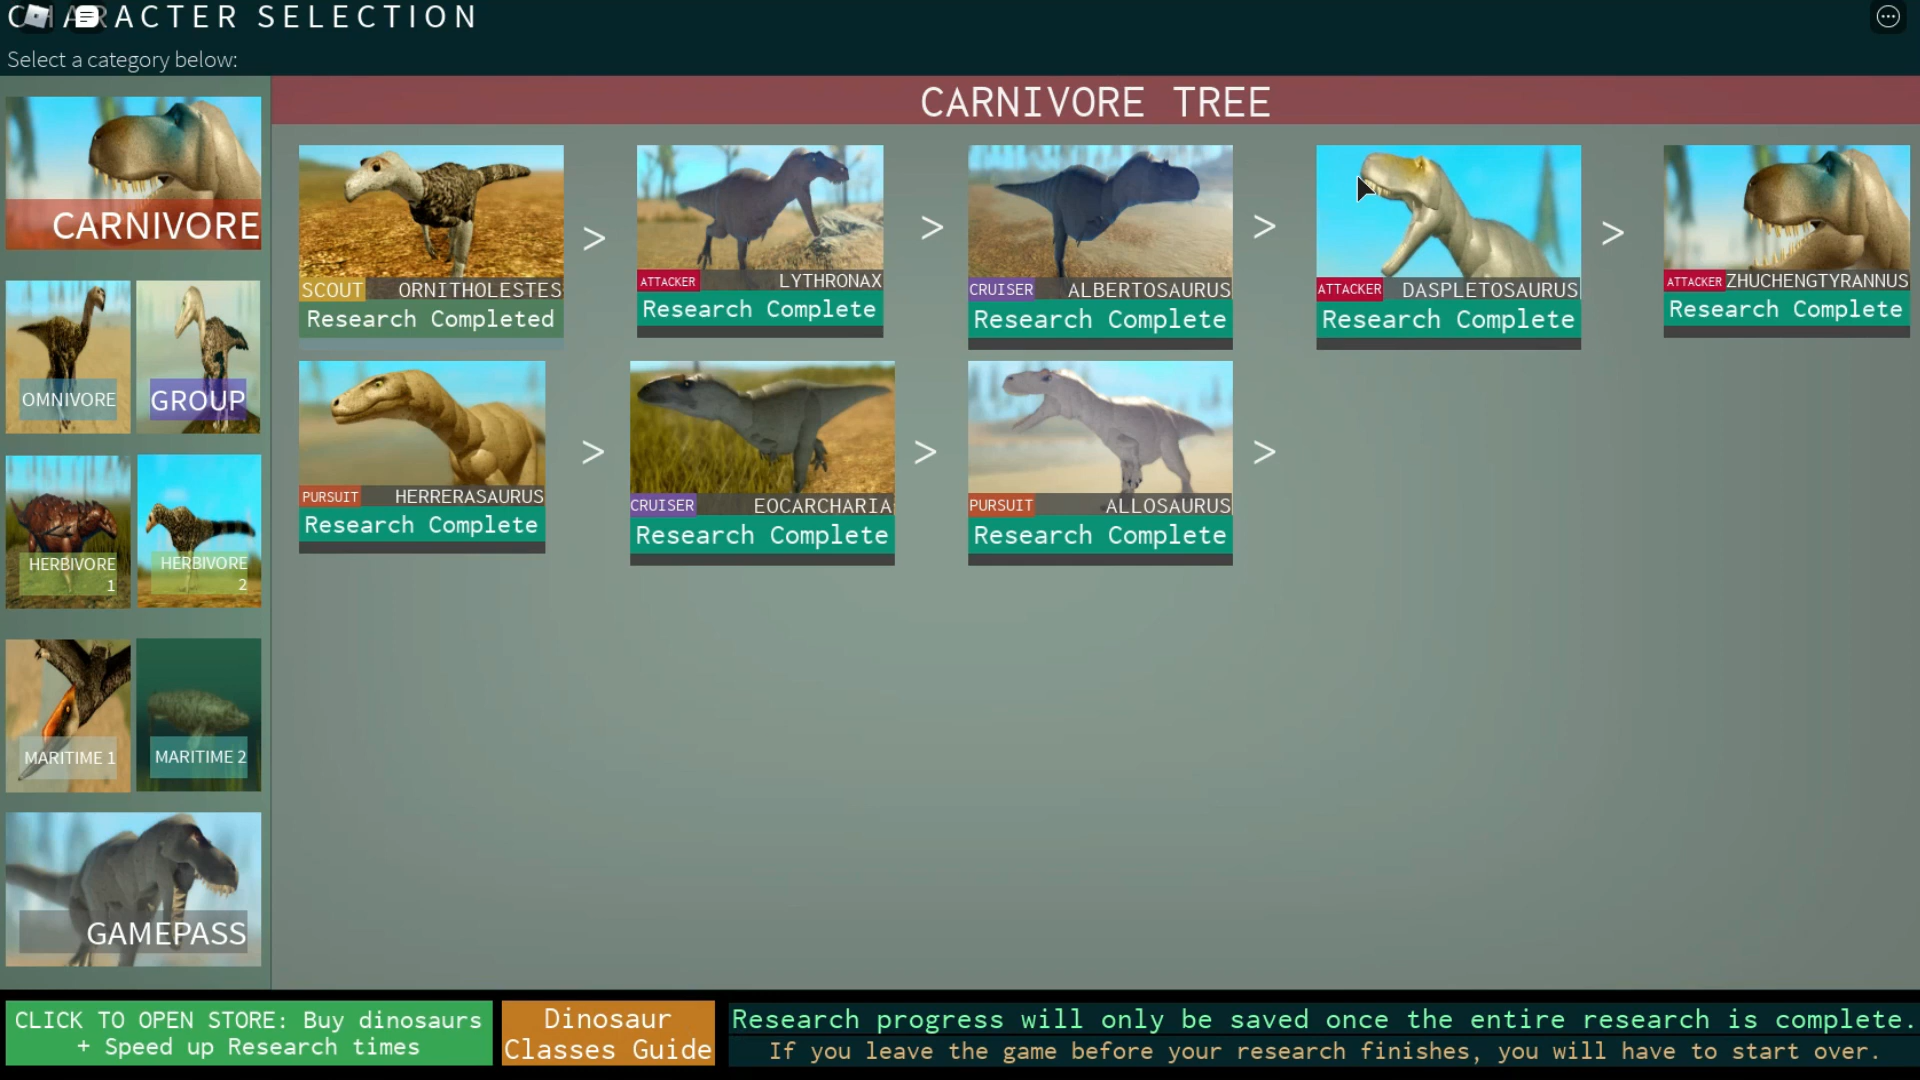 CHARACTER SELECTION
Select a category below:
CARNIVORE TREE
CARNIVORE
OMNIVORE
GROUP
HERBIVORE
1
HERBIVORE
2
MARITIME 1
MARITIME 2
GAMEPASS
SCOUT ORNITHOLESTES
Research Completed
>
ATTACKER LYTHRONAX
Research Complete
>
CRUISER ALBERTOSAURUS
Research Complete
>
ATTACKER DASPLETOSAURUS
Research Complete
>
ATTACKER ZHUCHENGTYRANNUS
Research Complete
PURSUIT HERRERASAURUS
Research Complete
>
CRUISER EOCARCHARIA
Research Complete
>
PURSUIT ALLOSAURUS
Research Complete
>
CLICK TO OPEN STORE: Buy dinosaurs
+ Speed up Research times
Dinosaur
Classes Guide
Research progress will only be saved once the entire research is complete.
If you leave the game before your research finishes, you will have to start over.